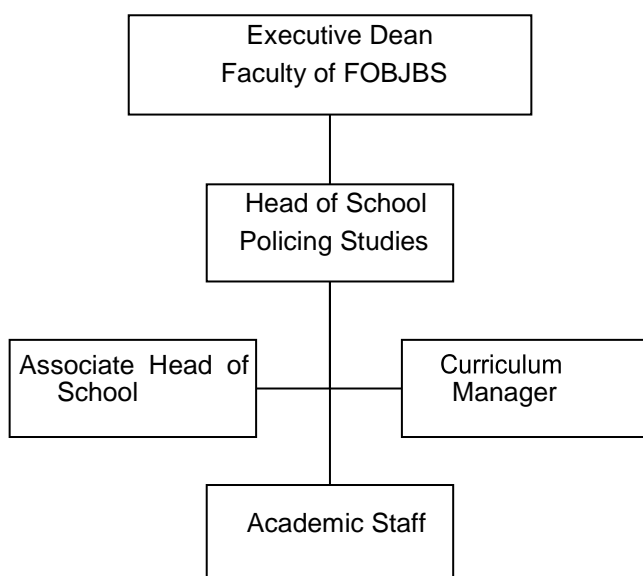 Executive Dean
Faculty of FOBJBS
Head of School
Policing Studies
Associate Head of
School
Curriculum
Manager
Academic Staff